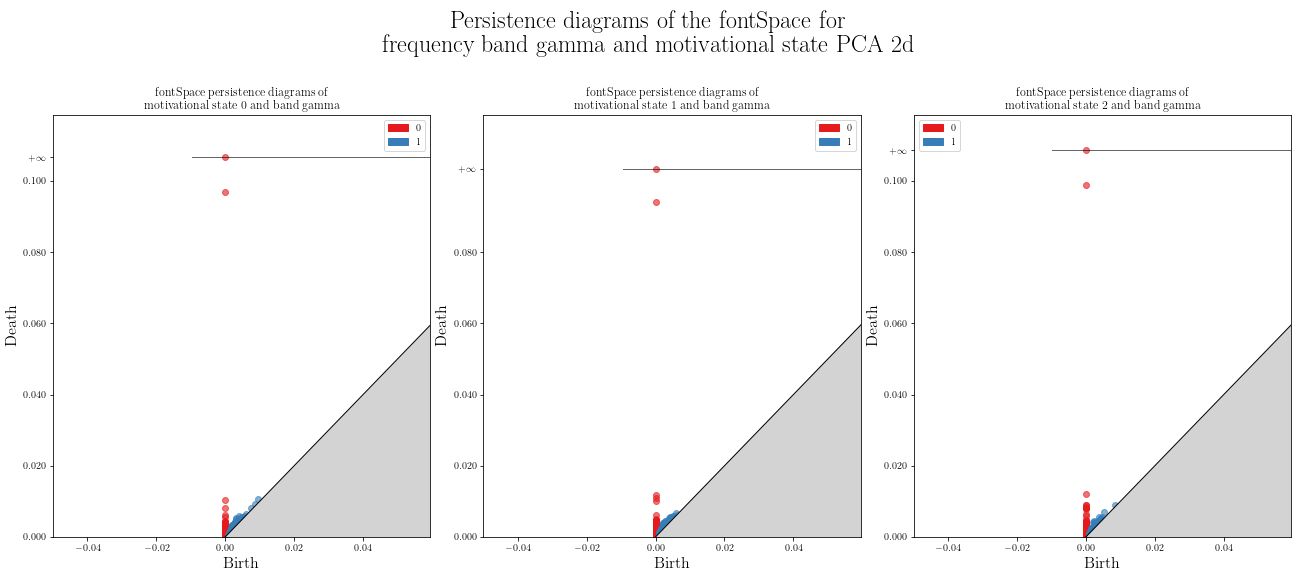 Persistence diagrams of the fontSpace for
frequency band gamma and motivational state PCA 2d
fontSpace persistence diagrams of
motivational state 0 and band gamma
0
1
+∞
0.100
0.080
0.060
0.040
0.020
0.000
Death
−0.04
−0.02
0.00
0.02
0.04
Birth
fontSpace persistence diagrams of
motivational state 1 and band gamma
0
1
+∞
0.080
0.060
0.040
0.020
0.000
Death
−0.04
−0.02
0.00
0.02
0.04
Birth
fontSpace persistence diagrams of
motivational state 2 and band gamma
0
1
+∞
0.100
0.080
0.060
0.040
0.020
0.000
Death
−0.04
−0.02
0.00
0.02
0.04
Birth